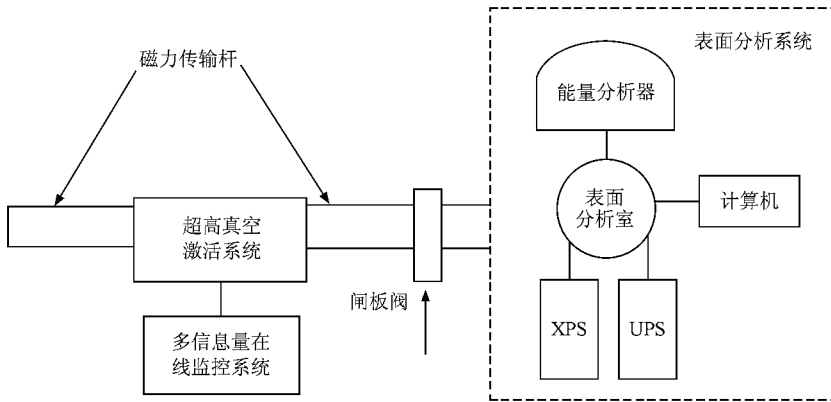 表面分析系统
磁力传输杆
能量分析器
超高真空
激活系统
表面
分析室
计算机
闸板阀
多信息量在
线监控系统
XPS
UPS